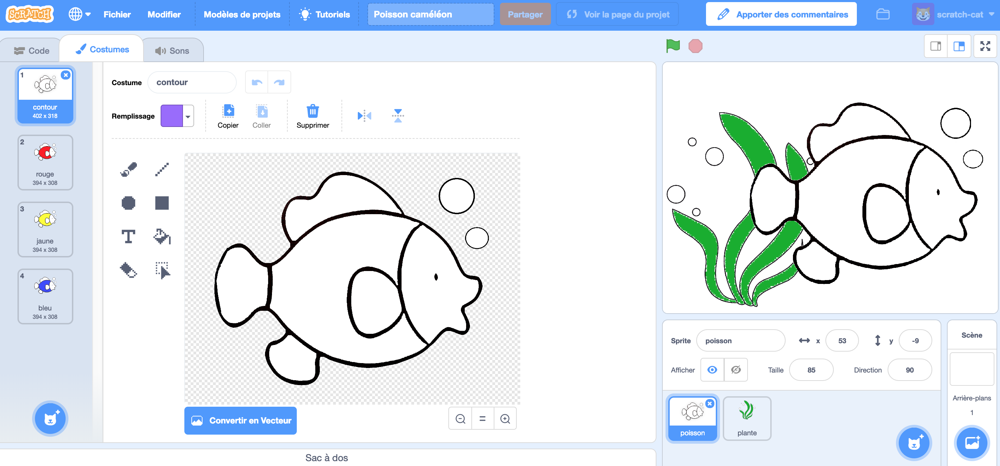 SCRATCH
Fichier
Modifier
Modèles de projets
Tutoriels
Poisson caméléon
Partager
Voir la page du projet
Apporter des commentaires
scratch-cat
Code
Costumes
Sons
1
contour
402 x 318
2
rouge
394 x 308
3
jaune
394 x 308
4
bleu
394 x 308
Costume
contour
Remplissage
Copier
Coller
Supprimer
T
Convertir en Vecteur
=
Sac à dos
Sprite
poisson
x
53
y
-9
Afficher
Taille
85
Direction
90
poisson
plante
Scène
Arrière-plans
1